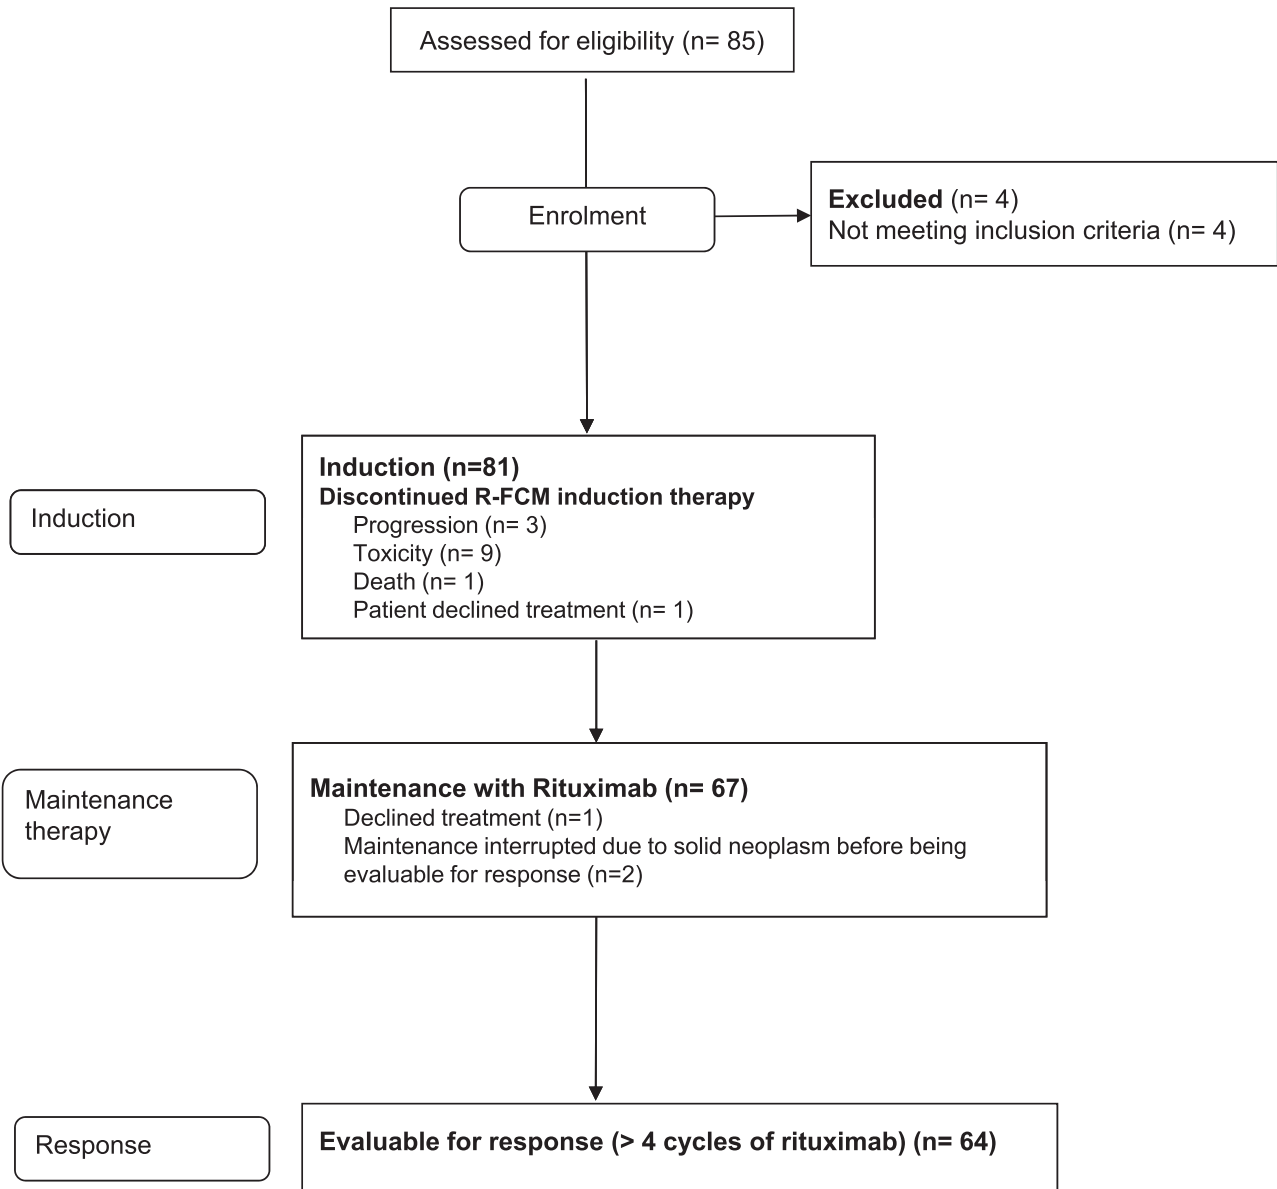 Assessed for eligibility (n= 85)
Enrolment
Excluded (n= 4)
Not meeting inclusion criteria (n= 4)
Induction
Induction (n=81)
Discontinued R-FCM induction therapy
Progression (n= 3)
Toxicity (n= 9)
Death (n= 1)
Patient declined treatment (n= 1)
Maintenance
therapy
Maintenance with Rituximab (n= 67)
Declined treatment (n=1)
Maintenance interrupted due to solid neoplasm before being
evaluable for response (n=2)
Response
Evaluable for response (> 4 cycles of rituximab) (n= 64)